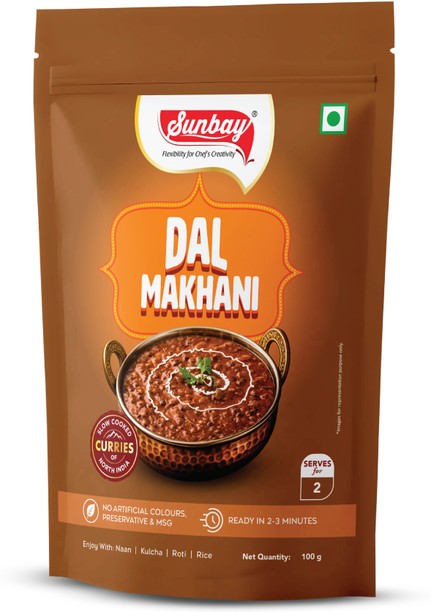 Sunbay®
Flexibility for Chef's Creativity
DAL
MAKHANI
*Images for representation purpose only.
SLOW COOKED
CURRIES
OF
NORTH INDIA
SERVES
for
2
NO ARTIFICIAL COLOURS,
PRESERVATIVE & MSG
READY IN 2-3 MINUTES
Enjoy With: Naan | Kulcha | Roti | Rice
Net Quantity: 100 g